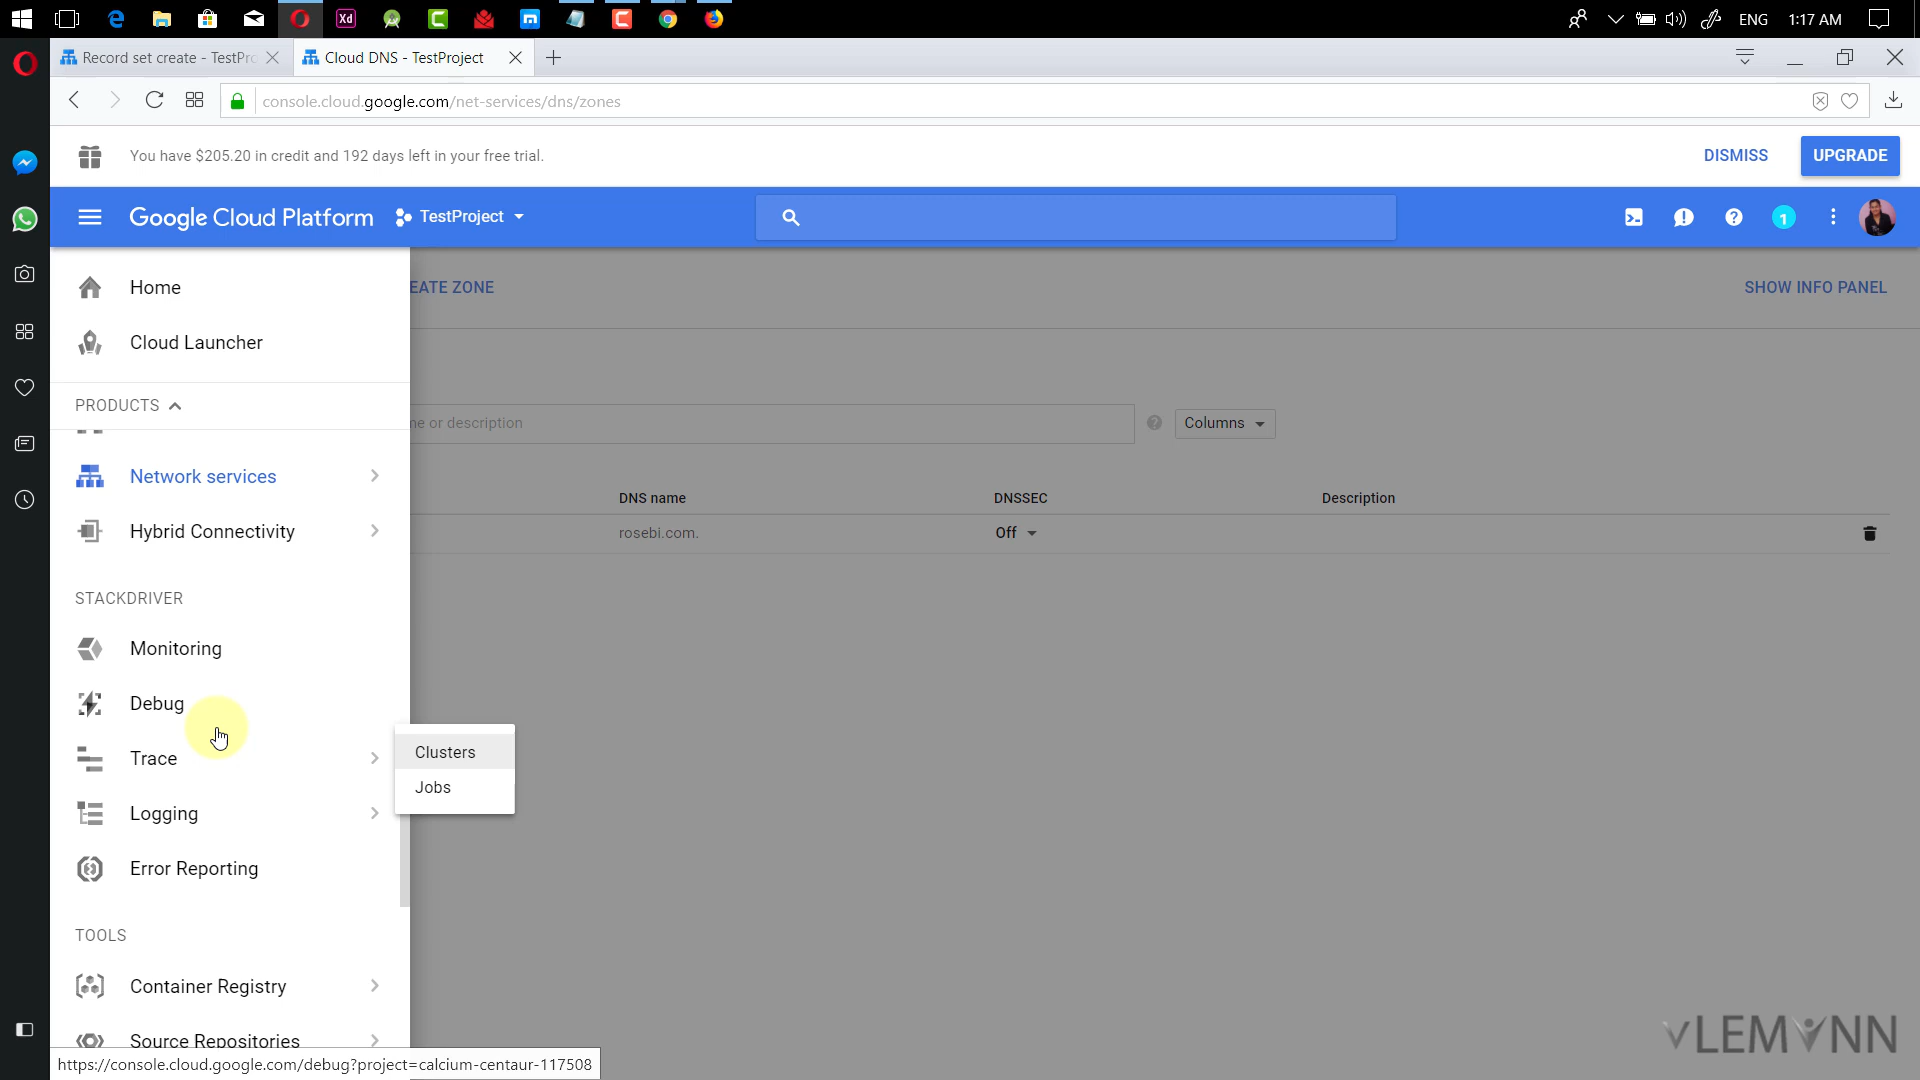 Xd
ENG
1:17 AM
Record set create - TestPro
Cloud DNS - TestProject
console.cloud.google.com/net-services/dns/zones
You have $205.20 in credit and 192 days left in your free trial.
DISMISS
UPGRADE
Google Cloud Platform
TestProject
1
Home
Cloud Launcher
EATE ZONE
SHOW INFO PANEL
PRODUCTS
me or description
Columns
Network services
DNS name
DNSSEC
Description
Hybrid Connectivity
rosebi.com.
Off
STACKDRIVER
Monitoring
Debug
Trace
Clusters
Jobs
Logging
Error Reporting
TOOLS
Container Registry
Source Repositories
vLEMYNN
https://console.cloud.google.com/debug?project=calcium-centaur-117508